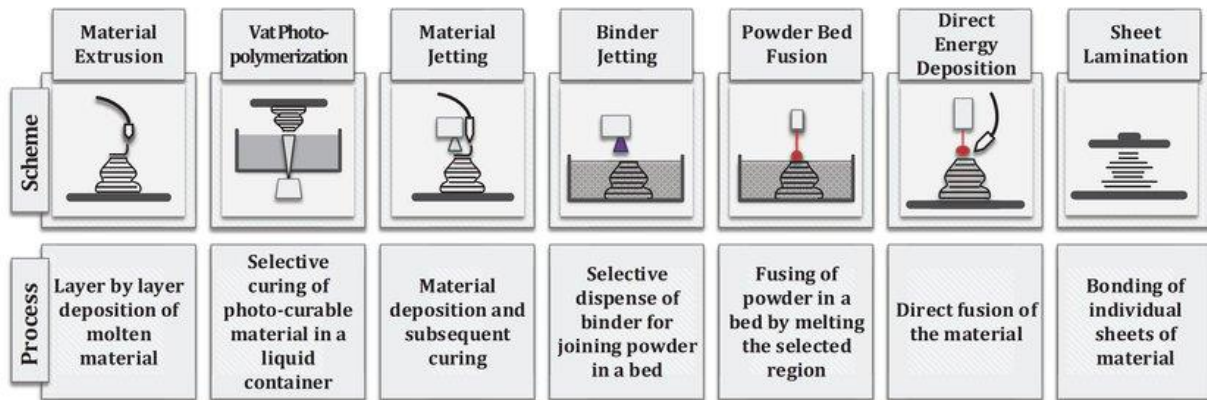 Material
Extrusion
Vat Photo-
polymerization
Material
Jetting
Binder
Jetting
Powder Bed
Fusion
Direct
Energy
Deposition
Sheet
Lamination
Scheme
Process
Layer by layer
deposition of
molten
material
Selective
curing of
photo-curable
material in a
liquid
container
Material
deposition and
subsequent
curing
Selective
dispense of
binder for
joining powder
in a bed
Fusing of
powder in a
bed by melting
the selected
region
Direct fusion of
the material
Bonding of
individual
sheets of
material